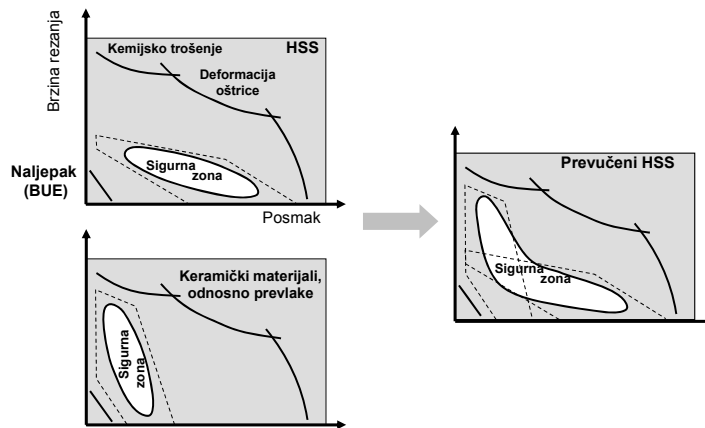 Brzina rezanja
Kemijsko trošenje
HSS
Deformacija
oštrice
Sigurna
zona
Naljepak
(BUE)
Posmak
Keramički materijali,
odnosno prevlake
Sigurna
zona
Prevučeni HSS
Sigurna
zona